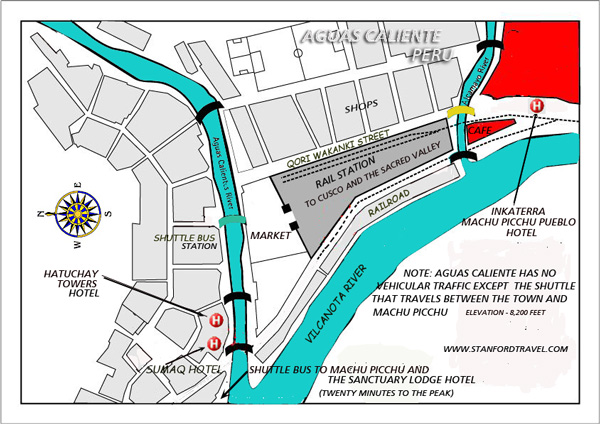 AGUAS CALIENTE
PERU
Alcamayo River
SHOPS
H
CAFE
QORI WAKANKI STREET
RAIL STATION
TO CUSCO AND THE SACRED VALLEY
Aguas Calientes River
E
N
S
W
RAILROAD
INKATERRA
MACHU PICCHU PUEBLO
HOTEL
SHUTTLE BUS
STATION
MARKET
HATUCHAY
TOWERS
HOTEL
VILCANOTA RIVER
NOTE: AGUAS CALIENTE HAS NO
VEHICULAR TRAFFIC EXCEPT THE SHUTTLE
THAT TRAVELS BETWEEN THE TOWN AND
MACHU PICCHU ELEVATION - 8,200 FEET
H
H
WWW.STANFORDTRAVEL.COM
SUMAQ HOTEL
SHUTTLE BUS TO MACHU PICCHU AND
THE SANCTUARY LODGE HOTEL
(TWENTY MINUTES TO THE PEAK)